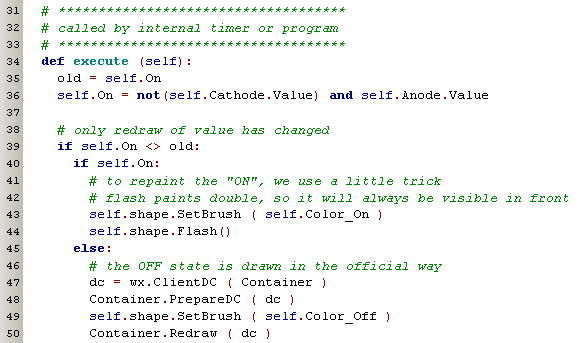 31 # ************************************
32 # called by internal timer or program
33 # ************************************
34 def execute (self):
35   old = self.On
36   self.On = not(self.Cathode.Value) and self.Anode.Value
37
38   # only redraw of value has changed
39   if self.On <> old:
40     if self.On:
41       # to repaint the "ON", we use a little trick
42       # flash paints double, so it will always be visible in front
43       self.shape.SetBrush ( self.Color_On )
44       self.shape.Flash()
45     else:
46       # the OFF state is drawn in the official way
47       dc = wx.ClientDC ( Container )
48       Container.PrepareDC ( dc )
49       self.shape.SetBrush ( self.Color_Off )
50       Container.Redraw ( dc )